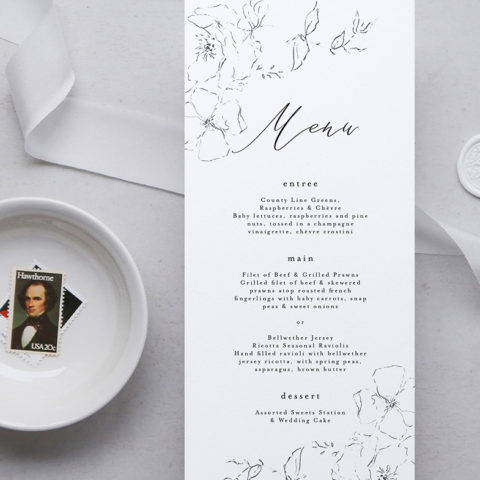 Menu
entree
County Line Greens,
Raspberries & Chèvre
Baby lettuces, raspberries and pine
nuts, tossed in a champagne
vinaigrette, chèvre crostini
main
Filet of Beef & Grilled Prawns
Grilled filet of beef & skewered
prawns atop roasted french
fingerlings with baby carrots, snap
peas & sweet onions
or
Bellwether Jersey
Ricotta Seasonal Raviolis
Hand filled ravioli with bellwether
jersey ricotta, with spring peas,
asparagus, brown butter
dessert
Assorted Sweets Station
& Wedding Cake
Hawthorne
USA 20c